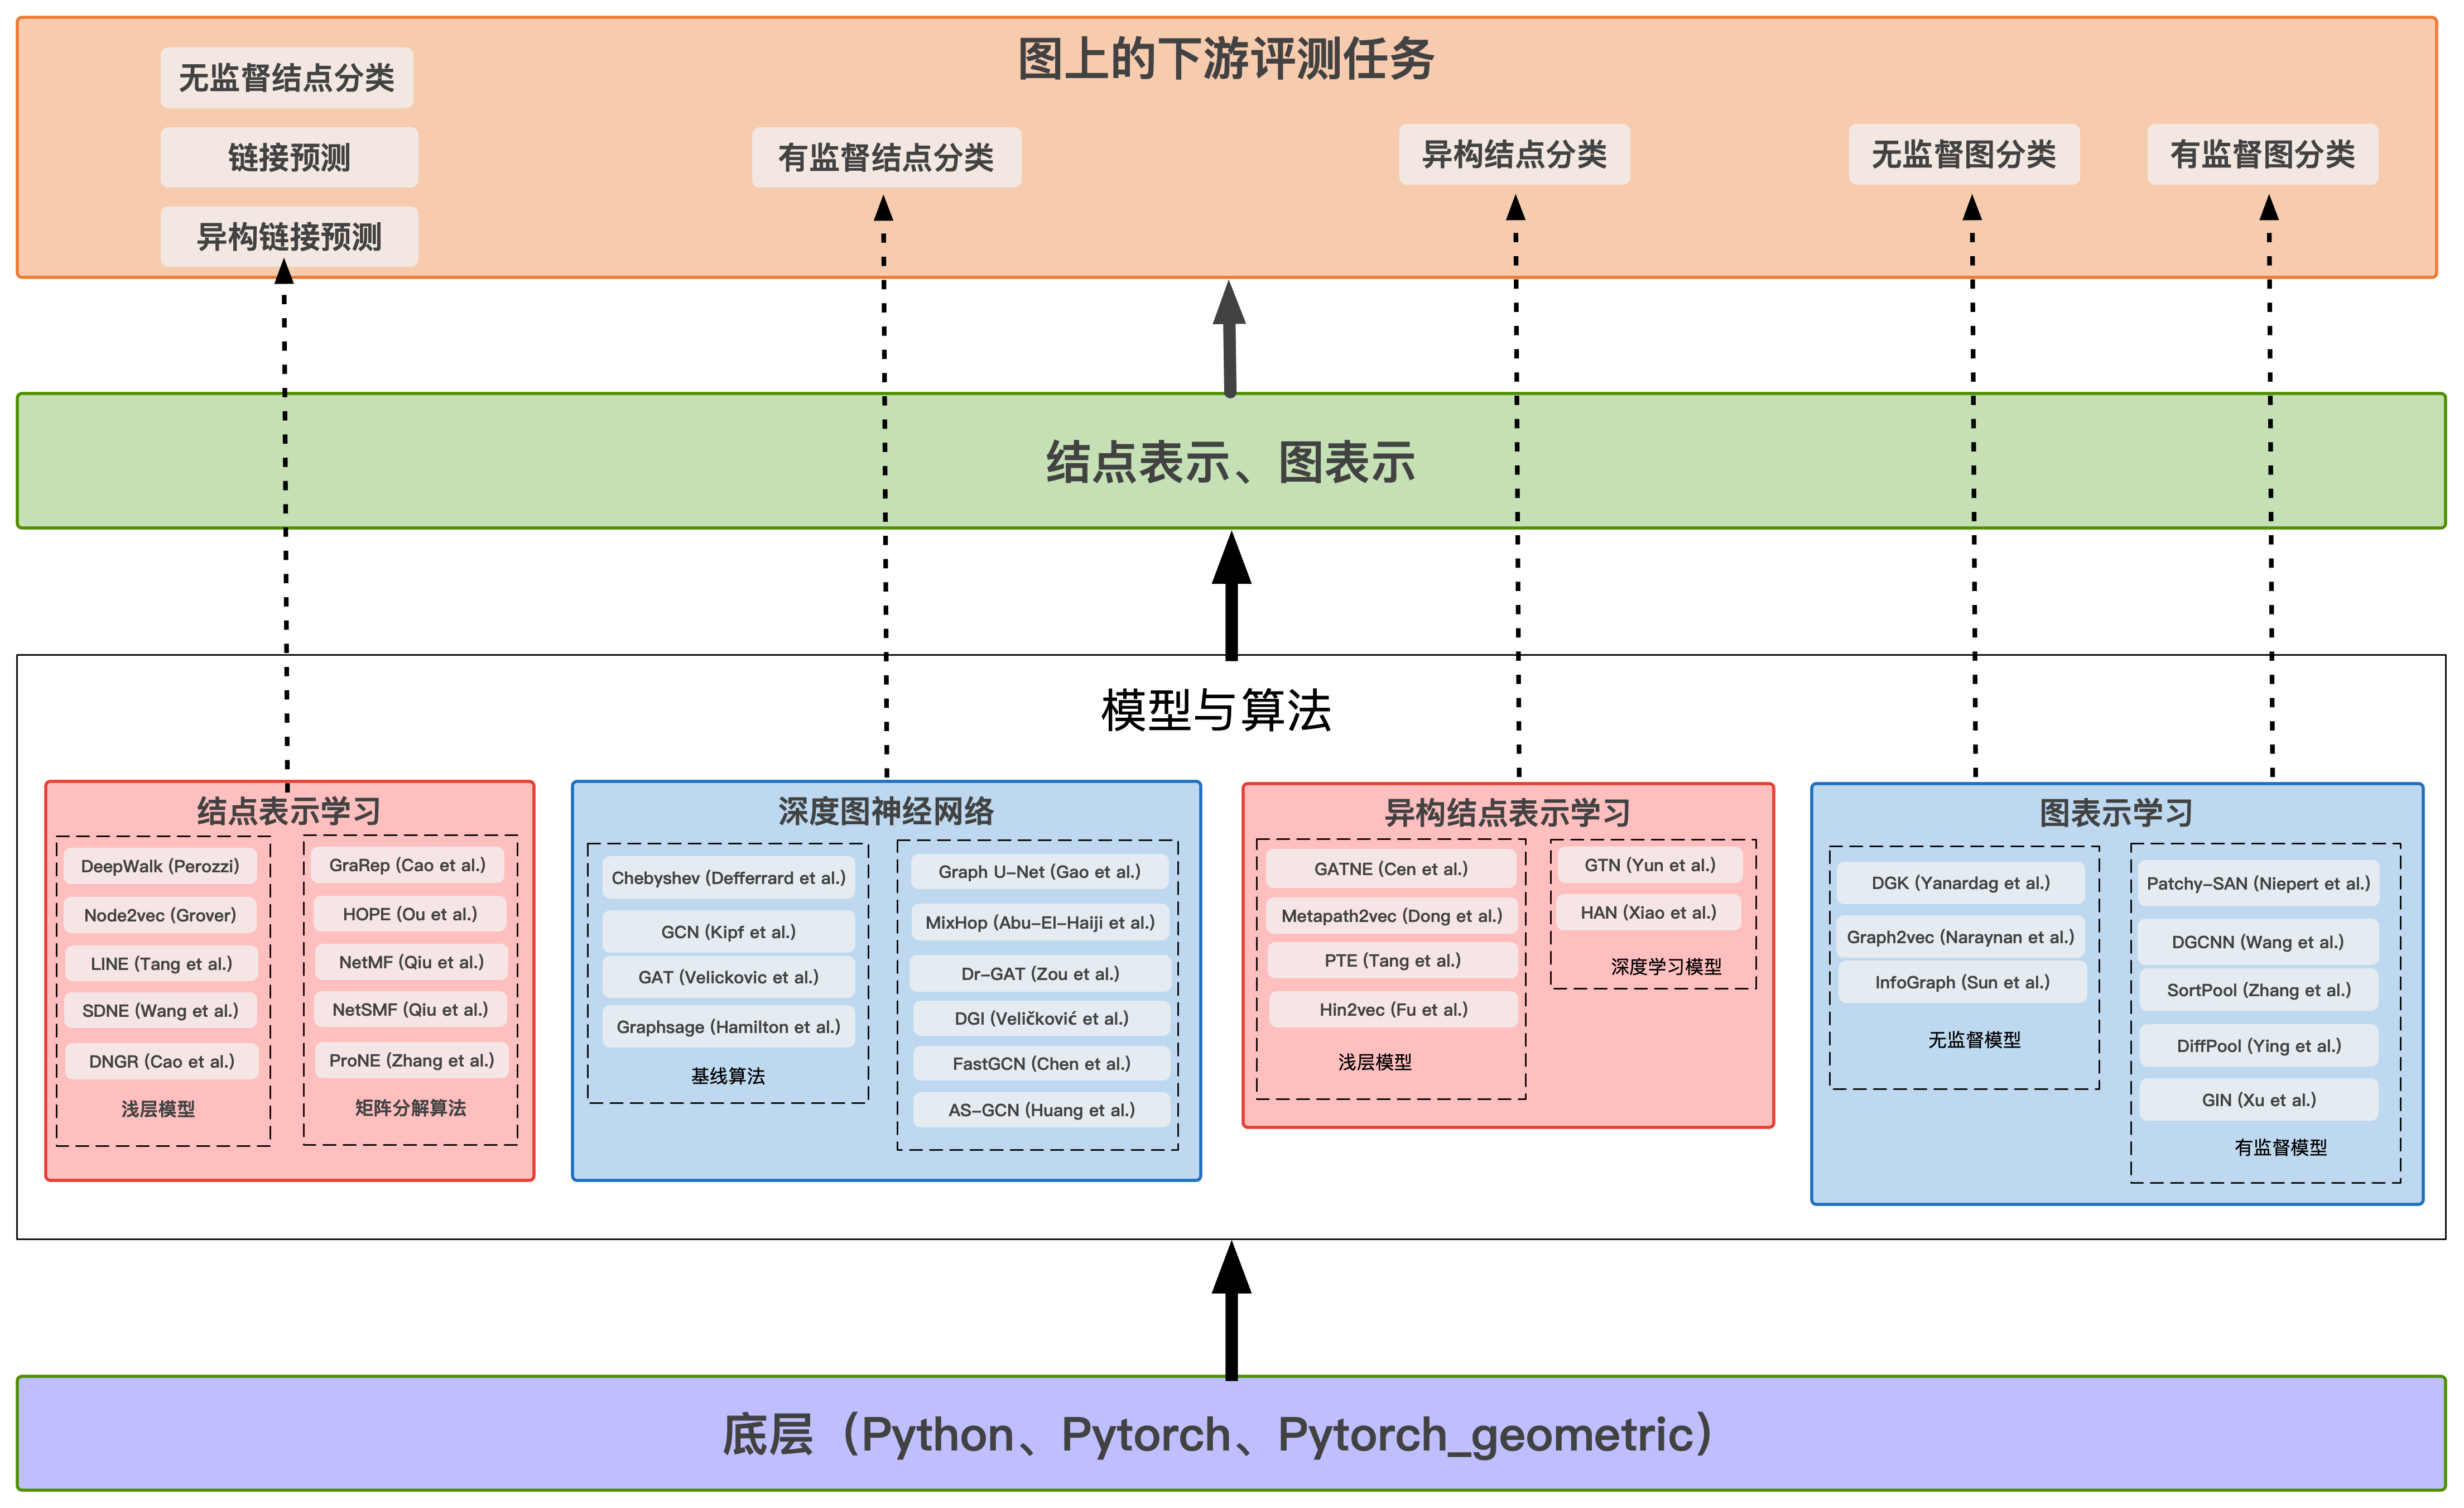 图上的下游评测任务
无监督结点分类
链接预测
异构链接预测
有监督结点分类
异构结点分类
无监督图分类
有监督图分类
结点表示、图表示
模型与算法
结点表示学习
DeepWalk (Perozzi)
Node2vec (Grover)
LINE (Tang et al.)
SDNE (Wang et al.)
DNGR (Cao et al.)
浅层模型
GraRep (Cao et al.)
HOPE (Ou et al.)
NetMF (Qiu et al.)
NetSMF (Qiu et al.)
ProNE (Zhang et al.)
矩阵分解算法
深度图神经网络
Chebyshev (Defferrard et al.)
GCN (Kipf et al.)
GAT (Velickovic et al.)
Graphsage (Hamilton et al.)
基线算法
Graph U-Net (Gao et al.)
MixHop (Abu-El-Haiji et al.)
Dr-GAT (Zou et al.)
DGI (Veličković et al.)
FastGCN (Chen et al.)
AS-GCN (Huang et al.)
异构结点表示学习
GATNE (Cen et al.)
Metapath2vec (Dong et al.)
PTE (Tang et al.)
Hin2vec (Fu et al.)
浅层模型
GTN (Yun et al.)
HAN (Xiao et al.)
深度学习模型
图表示学习
DGK (Yanardag et al.)
Graph2vec (Naraynan et al.)
InfoGraph (Sun et al.)
无监督模型
Patchy-SAN (Niepert et al.)
DGCNN (Wang et al.)
SortPool (Zhang et al.)
DiffPool (Ying et al.)
GIN (Xu et al.)
有监督模型
底层（Python、Pytorch、Pytorch_geometric）